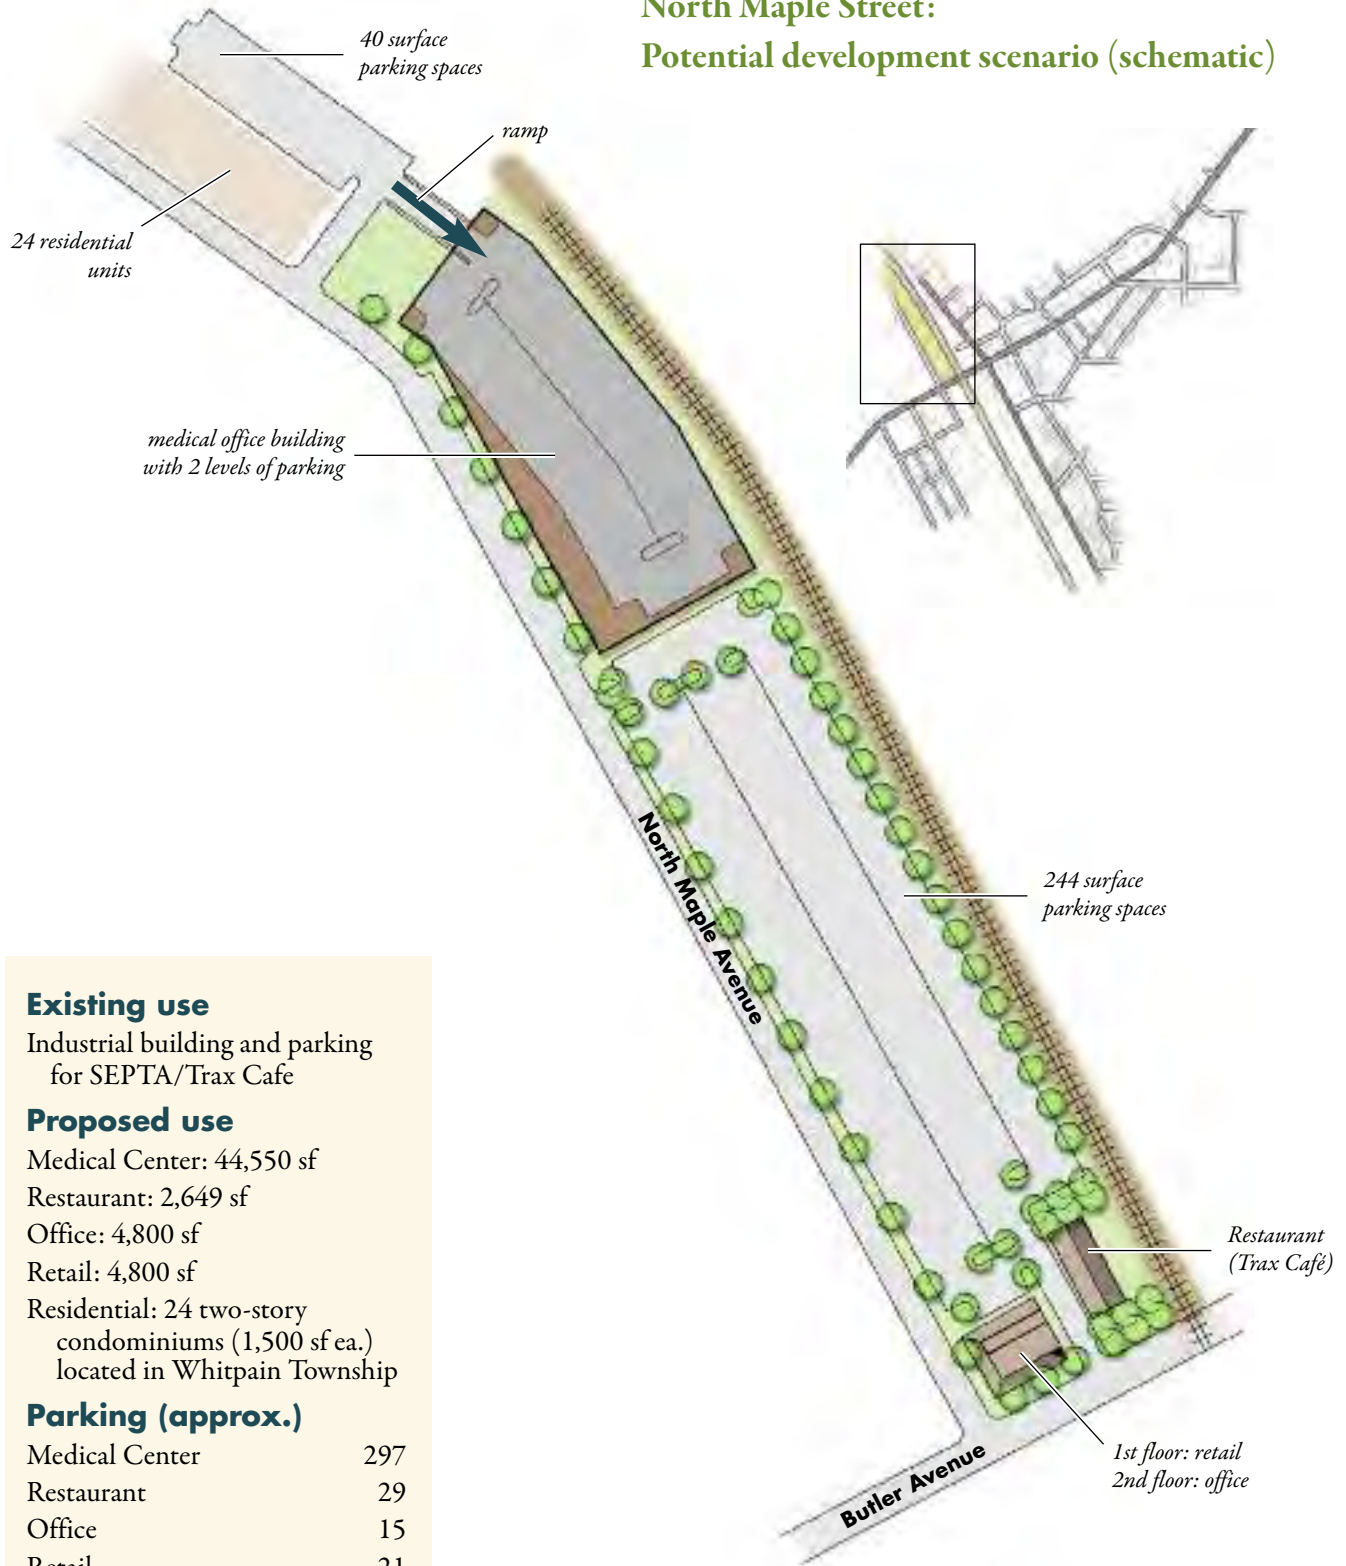 North Maple Street:
Potential development scenario (schematic)
40 surface
parking spaces
ramp
24 residential
units
medical office building
with 2 levels of parking
North Maple Avenue
244 surface
parking spaces
Restaurant
(Trax Café)
1st floor: retail
2nd floor: office
Butler Avenue
Existing use
Industrial building and parking
for SEPTA/Trax Cafe
Proposed use
Medical Center: 44,550 sf
Restaurant: 2,649 sf
Office: 4,800 sf
Retail: 4,800 sf
Residential: 24 two-story
condominiums (1,500 sf ea.)
located in Whitpain Township
Parking (approx.)
Medical Center 297
Restaurant 29
Office 15
Retail 21